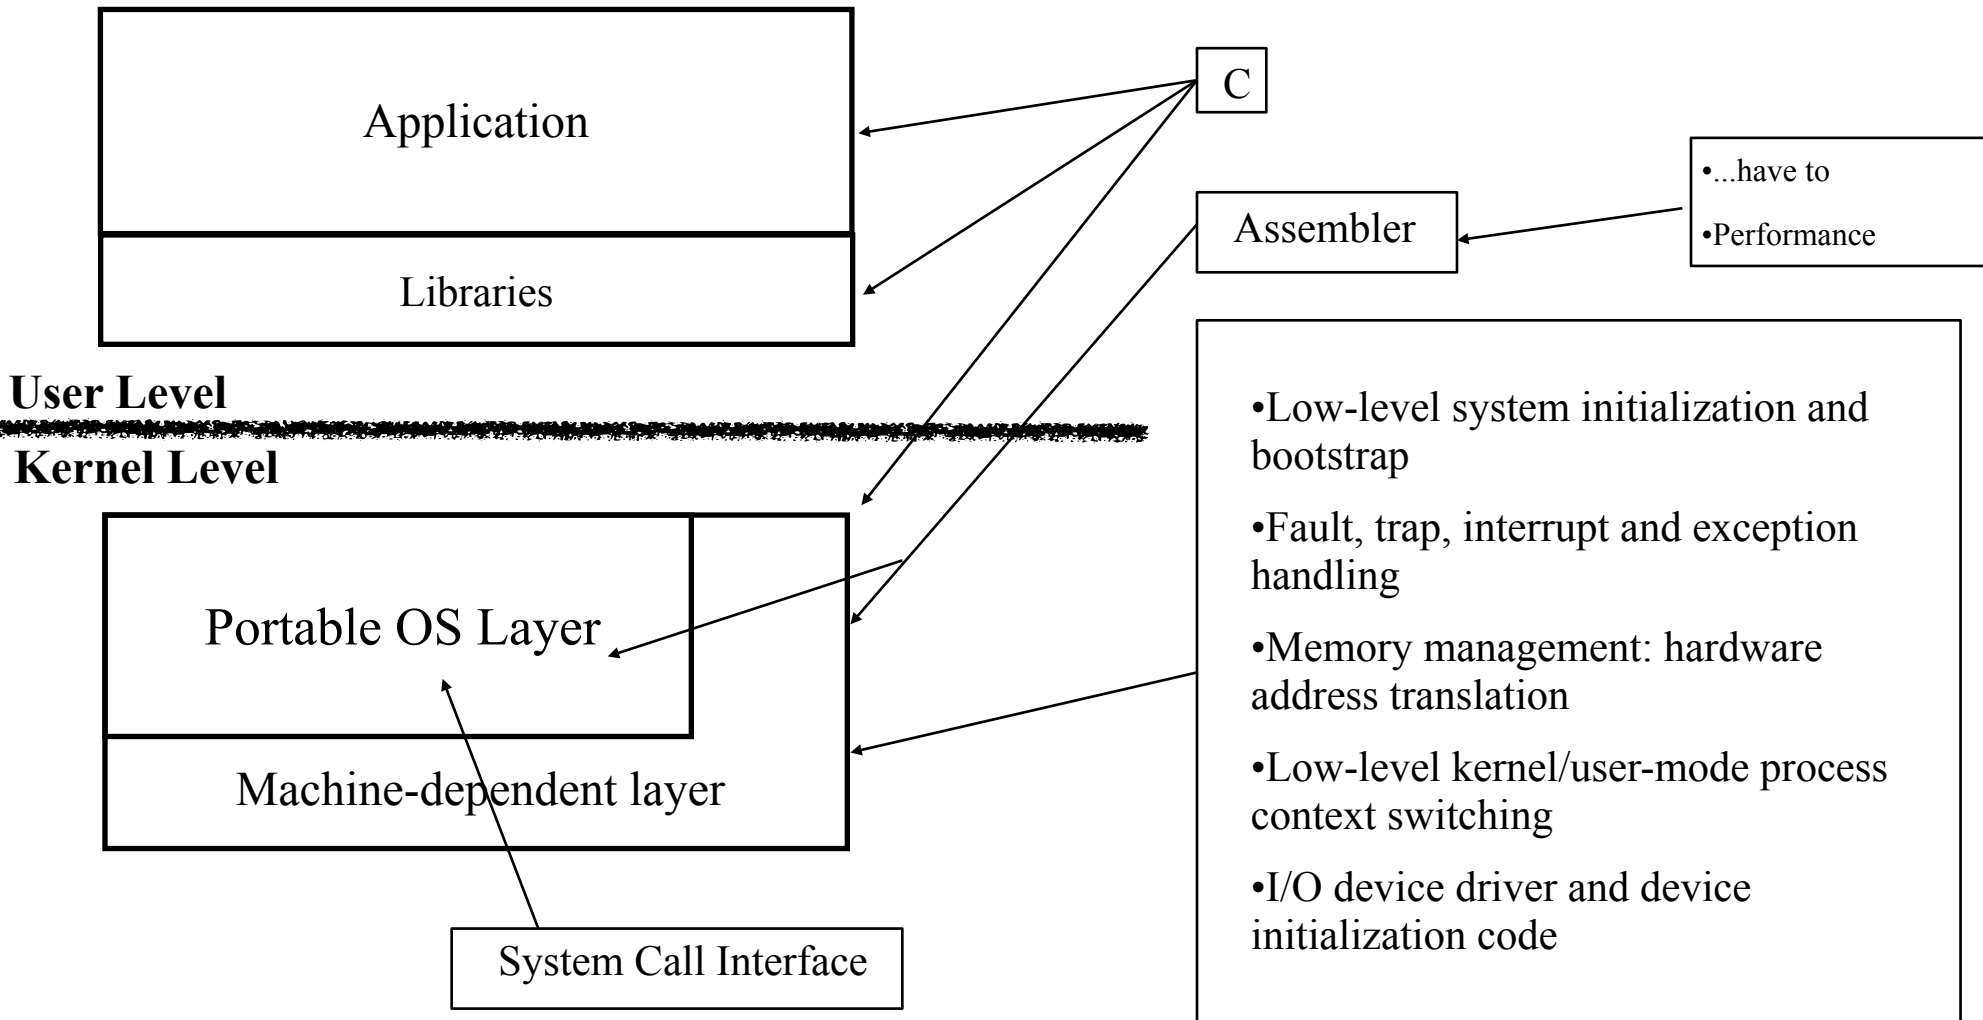 Application
Libraries
User Level
Kernel Level
Portable OS Layer
Machine-dependent layer
System Call Interface
C
Assembler
•...have to
•Performance
•Low-level system initialization and
bootstrap
•Fault, trap, interrupt and exception
handling
•Memory management: hardware
address translation
•Low-level kernel/user-mode process
context switching
•I/O device driver and device
initialization code